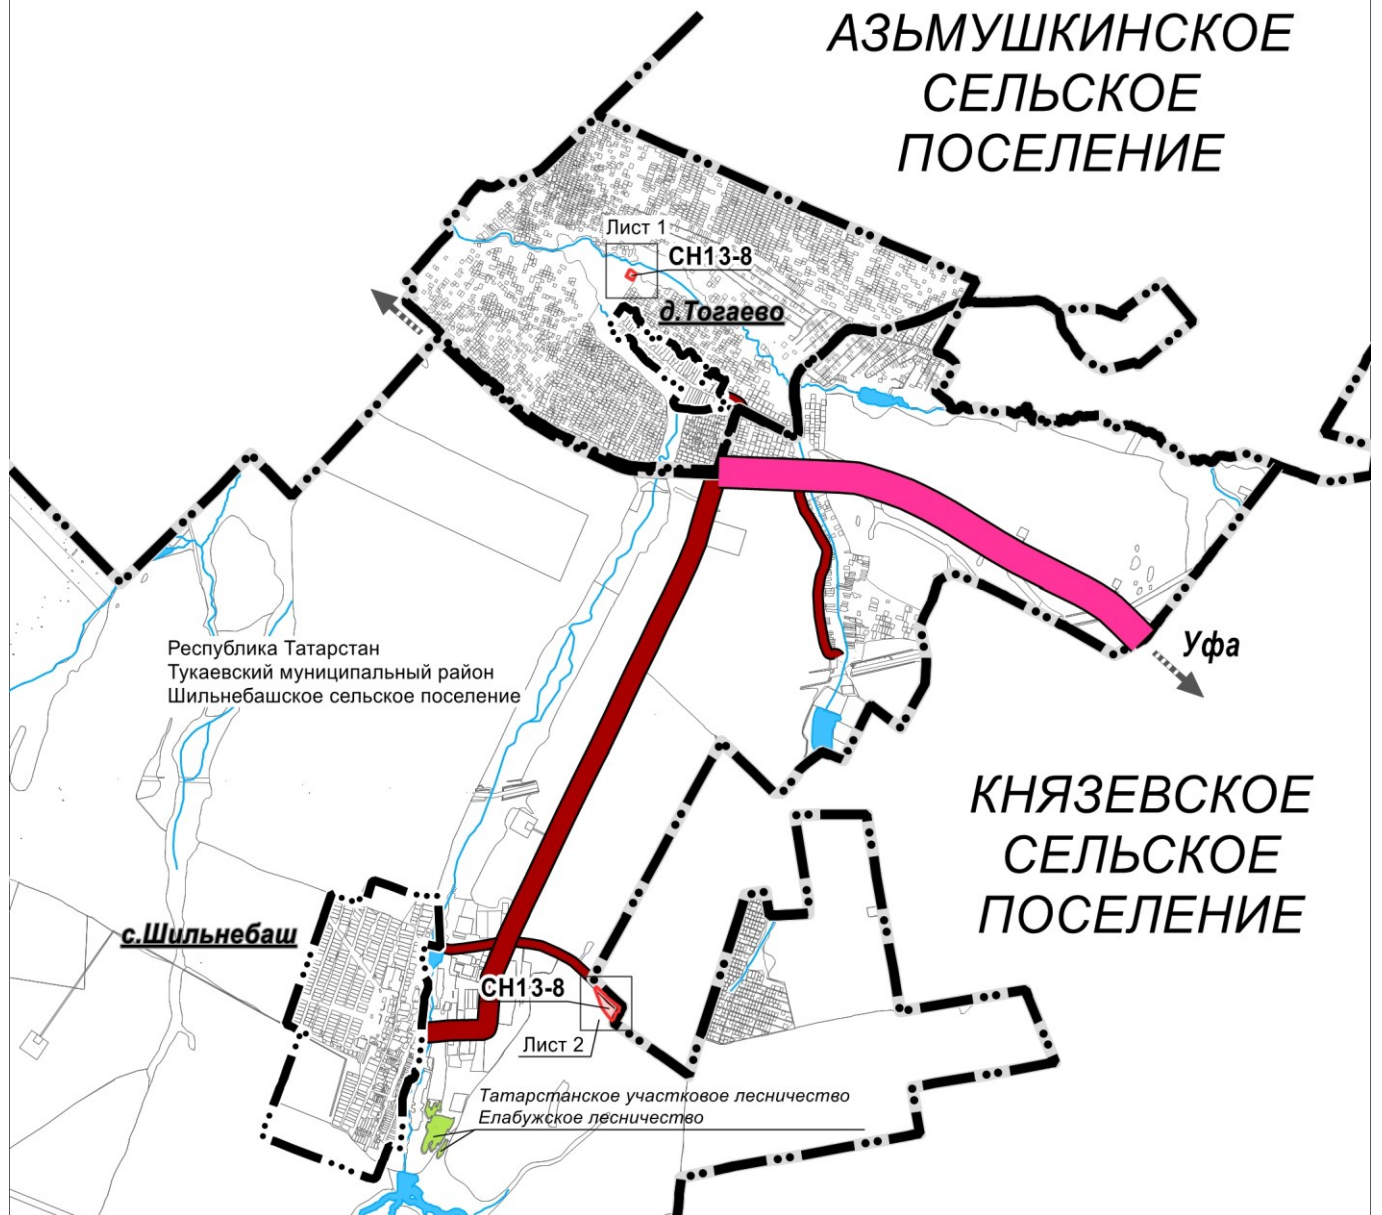 АЗЬМУШКИНСКОЕ
СЕЛЬСКОЕ
ПОСЕЛЕНИЕ
Лист 1
СН13-8
д.Тогаево
Уфа
Республика Татарстан
Тукаевский муниципальный район
Шильнебашское сельское поселение
КНЯЗЕВСКОЕ
СЕЛЬСКОЕ
ПОСЕЛЕНИЕ
с.Шильнебаш
СН13-8
Лист 2
Татарстанское участковое лесничество
Елабужское лесничество